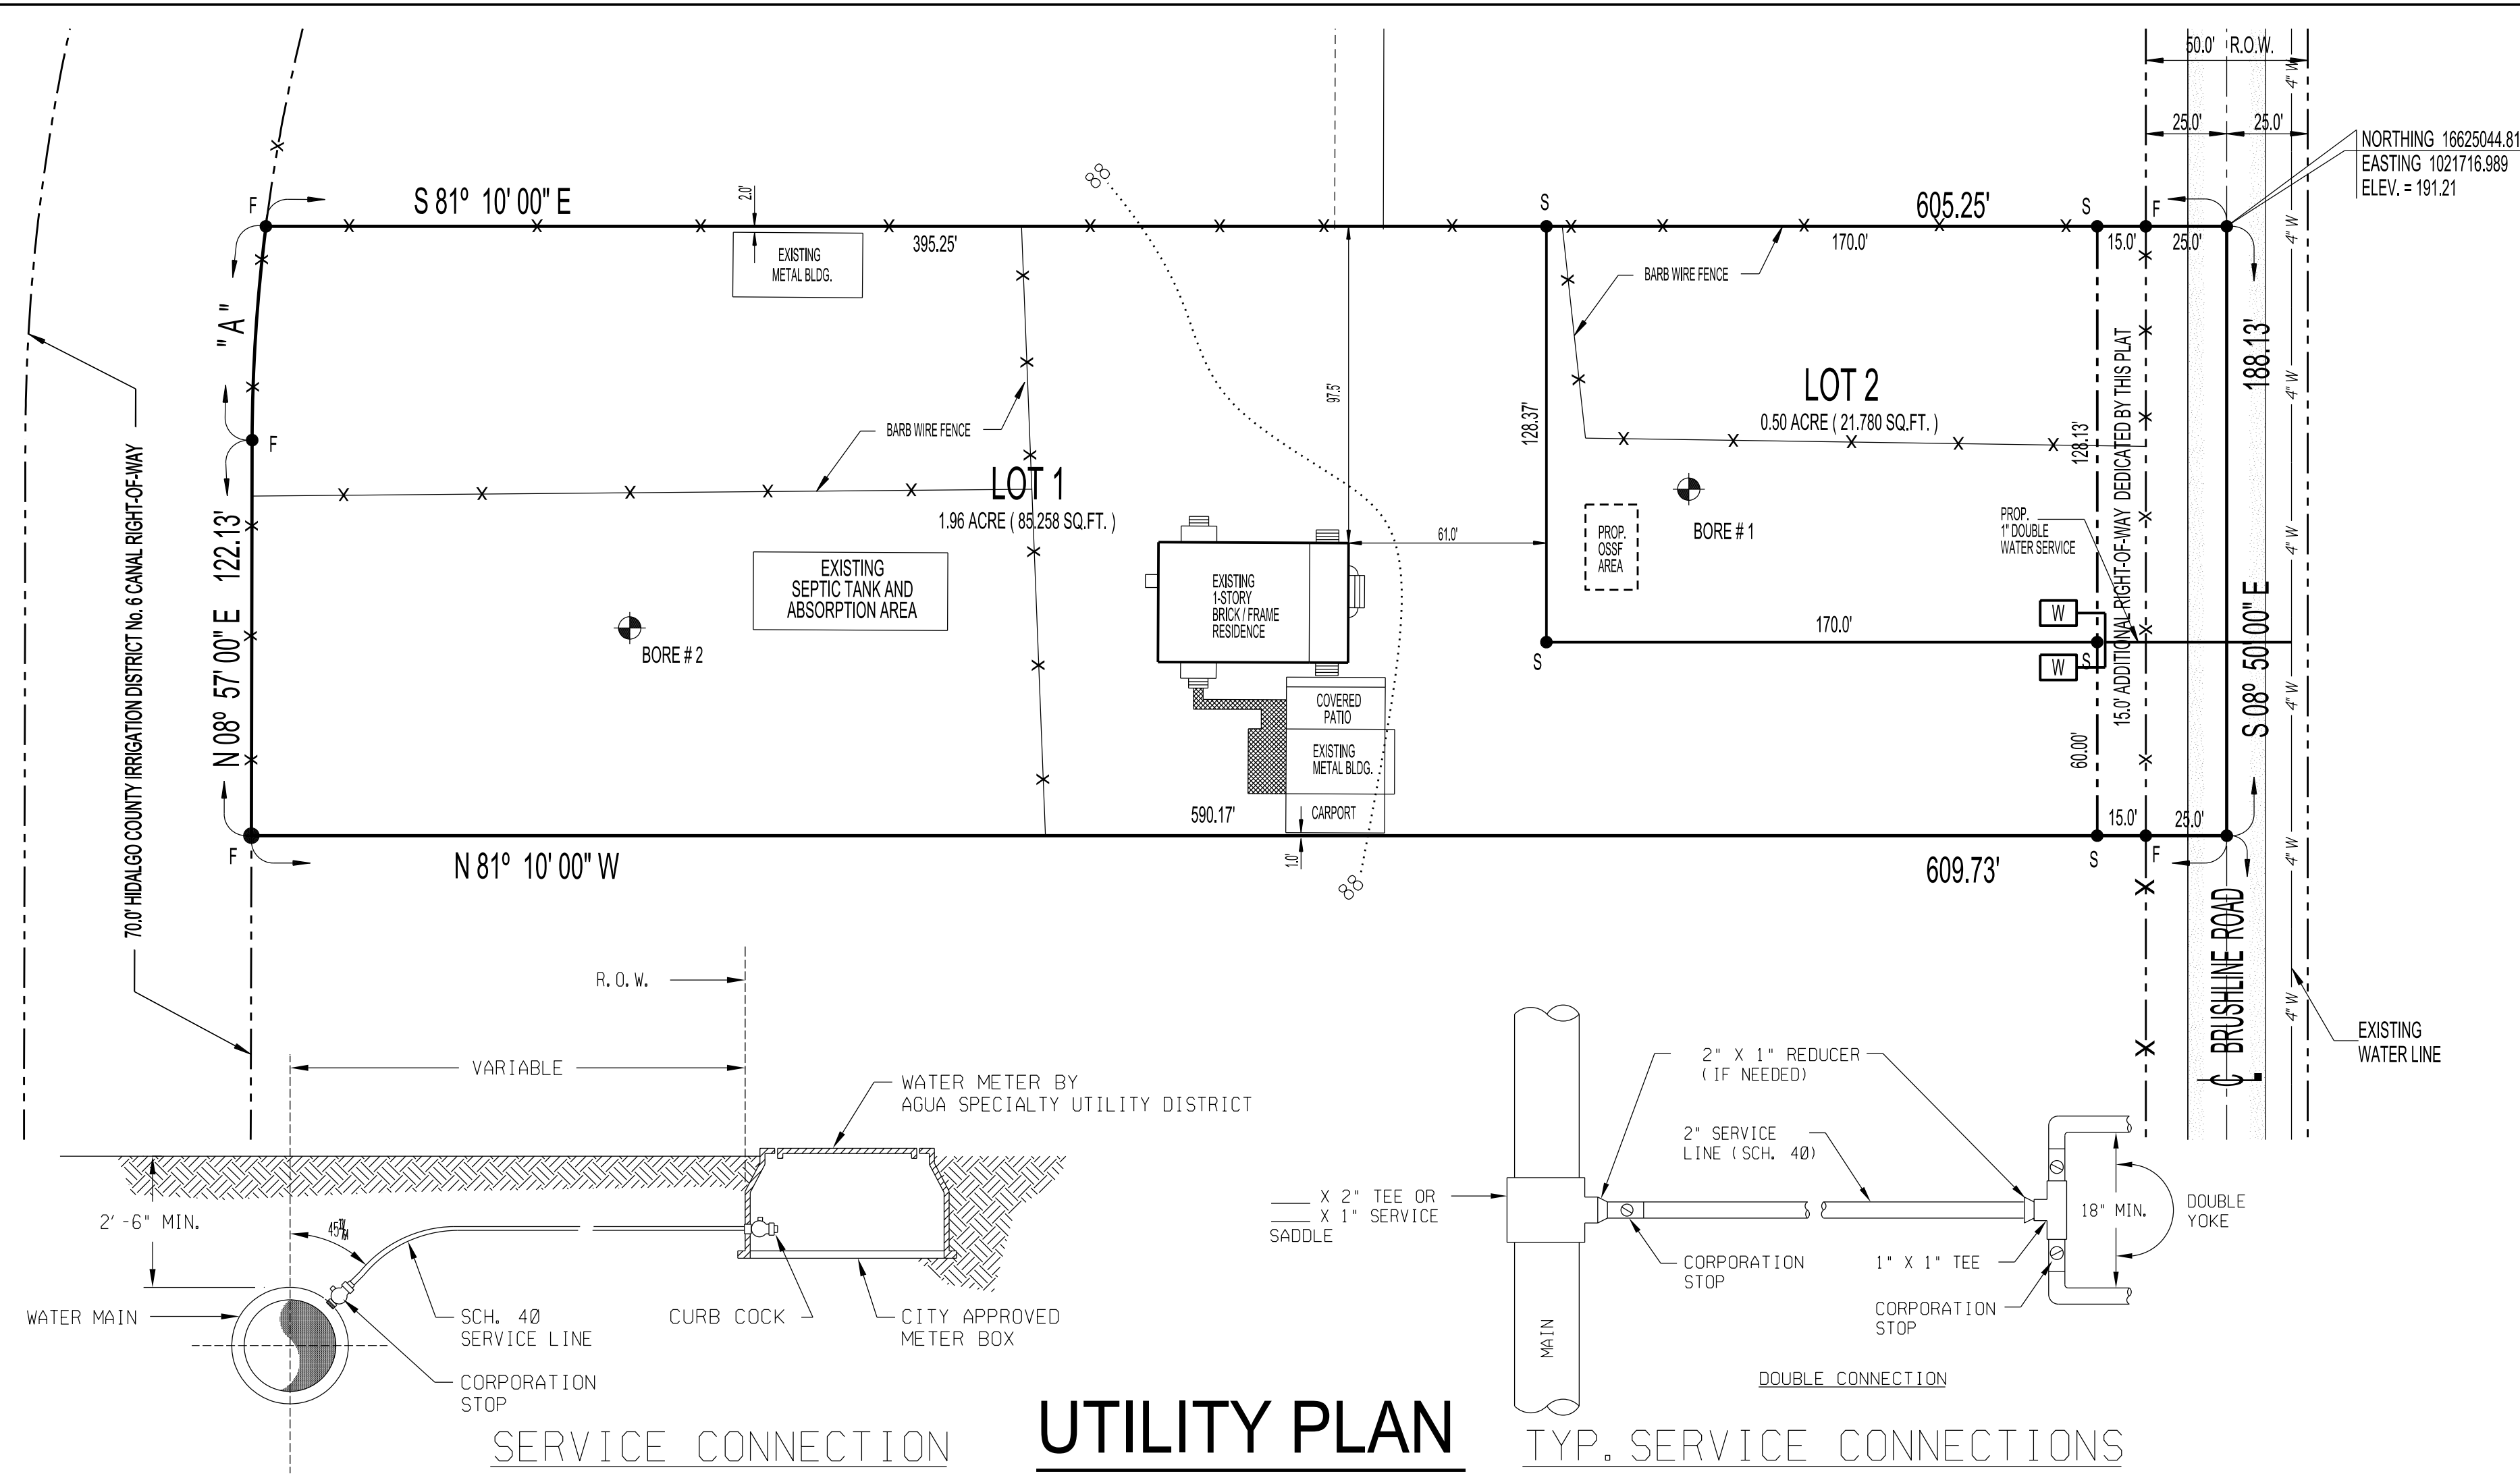 50.0' R.O.W.
25.0' 25.0'
4" W
NORTHING 16625044.81
EASTING 1021716.989
ELEV. = 191.21
F
S 81º 10' 00" E
2.0'
EXISTING
METAL BLDG.
395.25'
S
605.25'
S
F
170.0'
15.0'
25.0'
4" W
BARB WIRE FENCE
" A "
97.5'
LOT 2
0.50 ACRE ( 21.780 SQ.FT. )
128.37'
128.13'
188.13'
4" W
F
BARB WIRE FENCE
LOT 1
1.96 ACRE ( 85.258 SQ.FT. )
61.0'
PROP.
OSSF
AREA
BORE # 1
PROP.
1" DOUBLE
WATER SERVICE
15.0' ADDITIONAL RIGHT-OF-WAY DEDICATED BY THIS PLAT
4" W
70.0' HIDALGO COUNTY IRRIGATION DISTRICT No. 6 CANAL RIGHT-OF-WAY
N 08º 57' 00" E 122.13'
EXISTING
SEPTIC TANK AND
ABSORPTION AREA
BORE # 2
EXISTING
1-STORY
BRICK / FRAME
RESIDENCE
170.0'
S
W
W
S
S 08º 50' 00" E
4" W
COVERED
PATIO
EXISTING
METAL BLDG.
CARPORT
60.00'
590.17'
1.0'
15.0'
25.0'
F
N 81º 10' 00" W
609.73'
S
F
4" W
BRUSHLINE ROAD
C
4" W
EXISTING
WATER LINE
R.O.W.
VARIABLE
WATER METER BY
AGUA SPECIALTY UTILITY DISTRICT
2'-6" MIN.
WATER MAIN
SCH. 40
SERVICE LINE
CORPORATION
STOP
CURB COCK
CITY APPROVED
METER BOX
SERVICE CONNECTION
UTILITY PLAN
2" X 1" REDUCER
(IF NEEDED)
2" SERVICE
LINE (SCH. 40)
X 2" TEE OR
X 1" SERVICE
SADDLE
18" MIN.
DOUBLE
YOKE
CORPORATION
STOP
1" X 1" TEE
CORPORATION
STOP
MAIN
DOUBLE CONNECTION
TYP. SERVICE CONNECTIONS